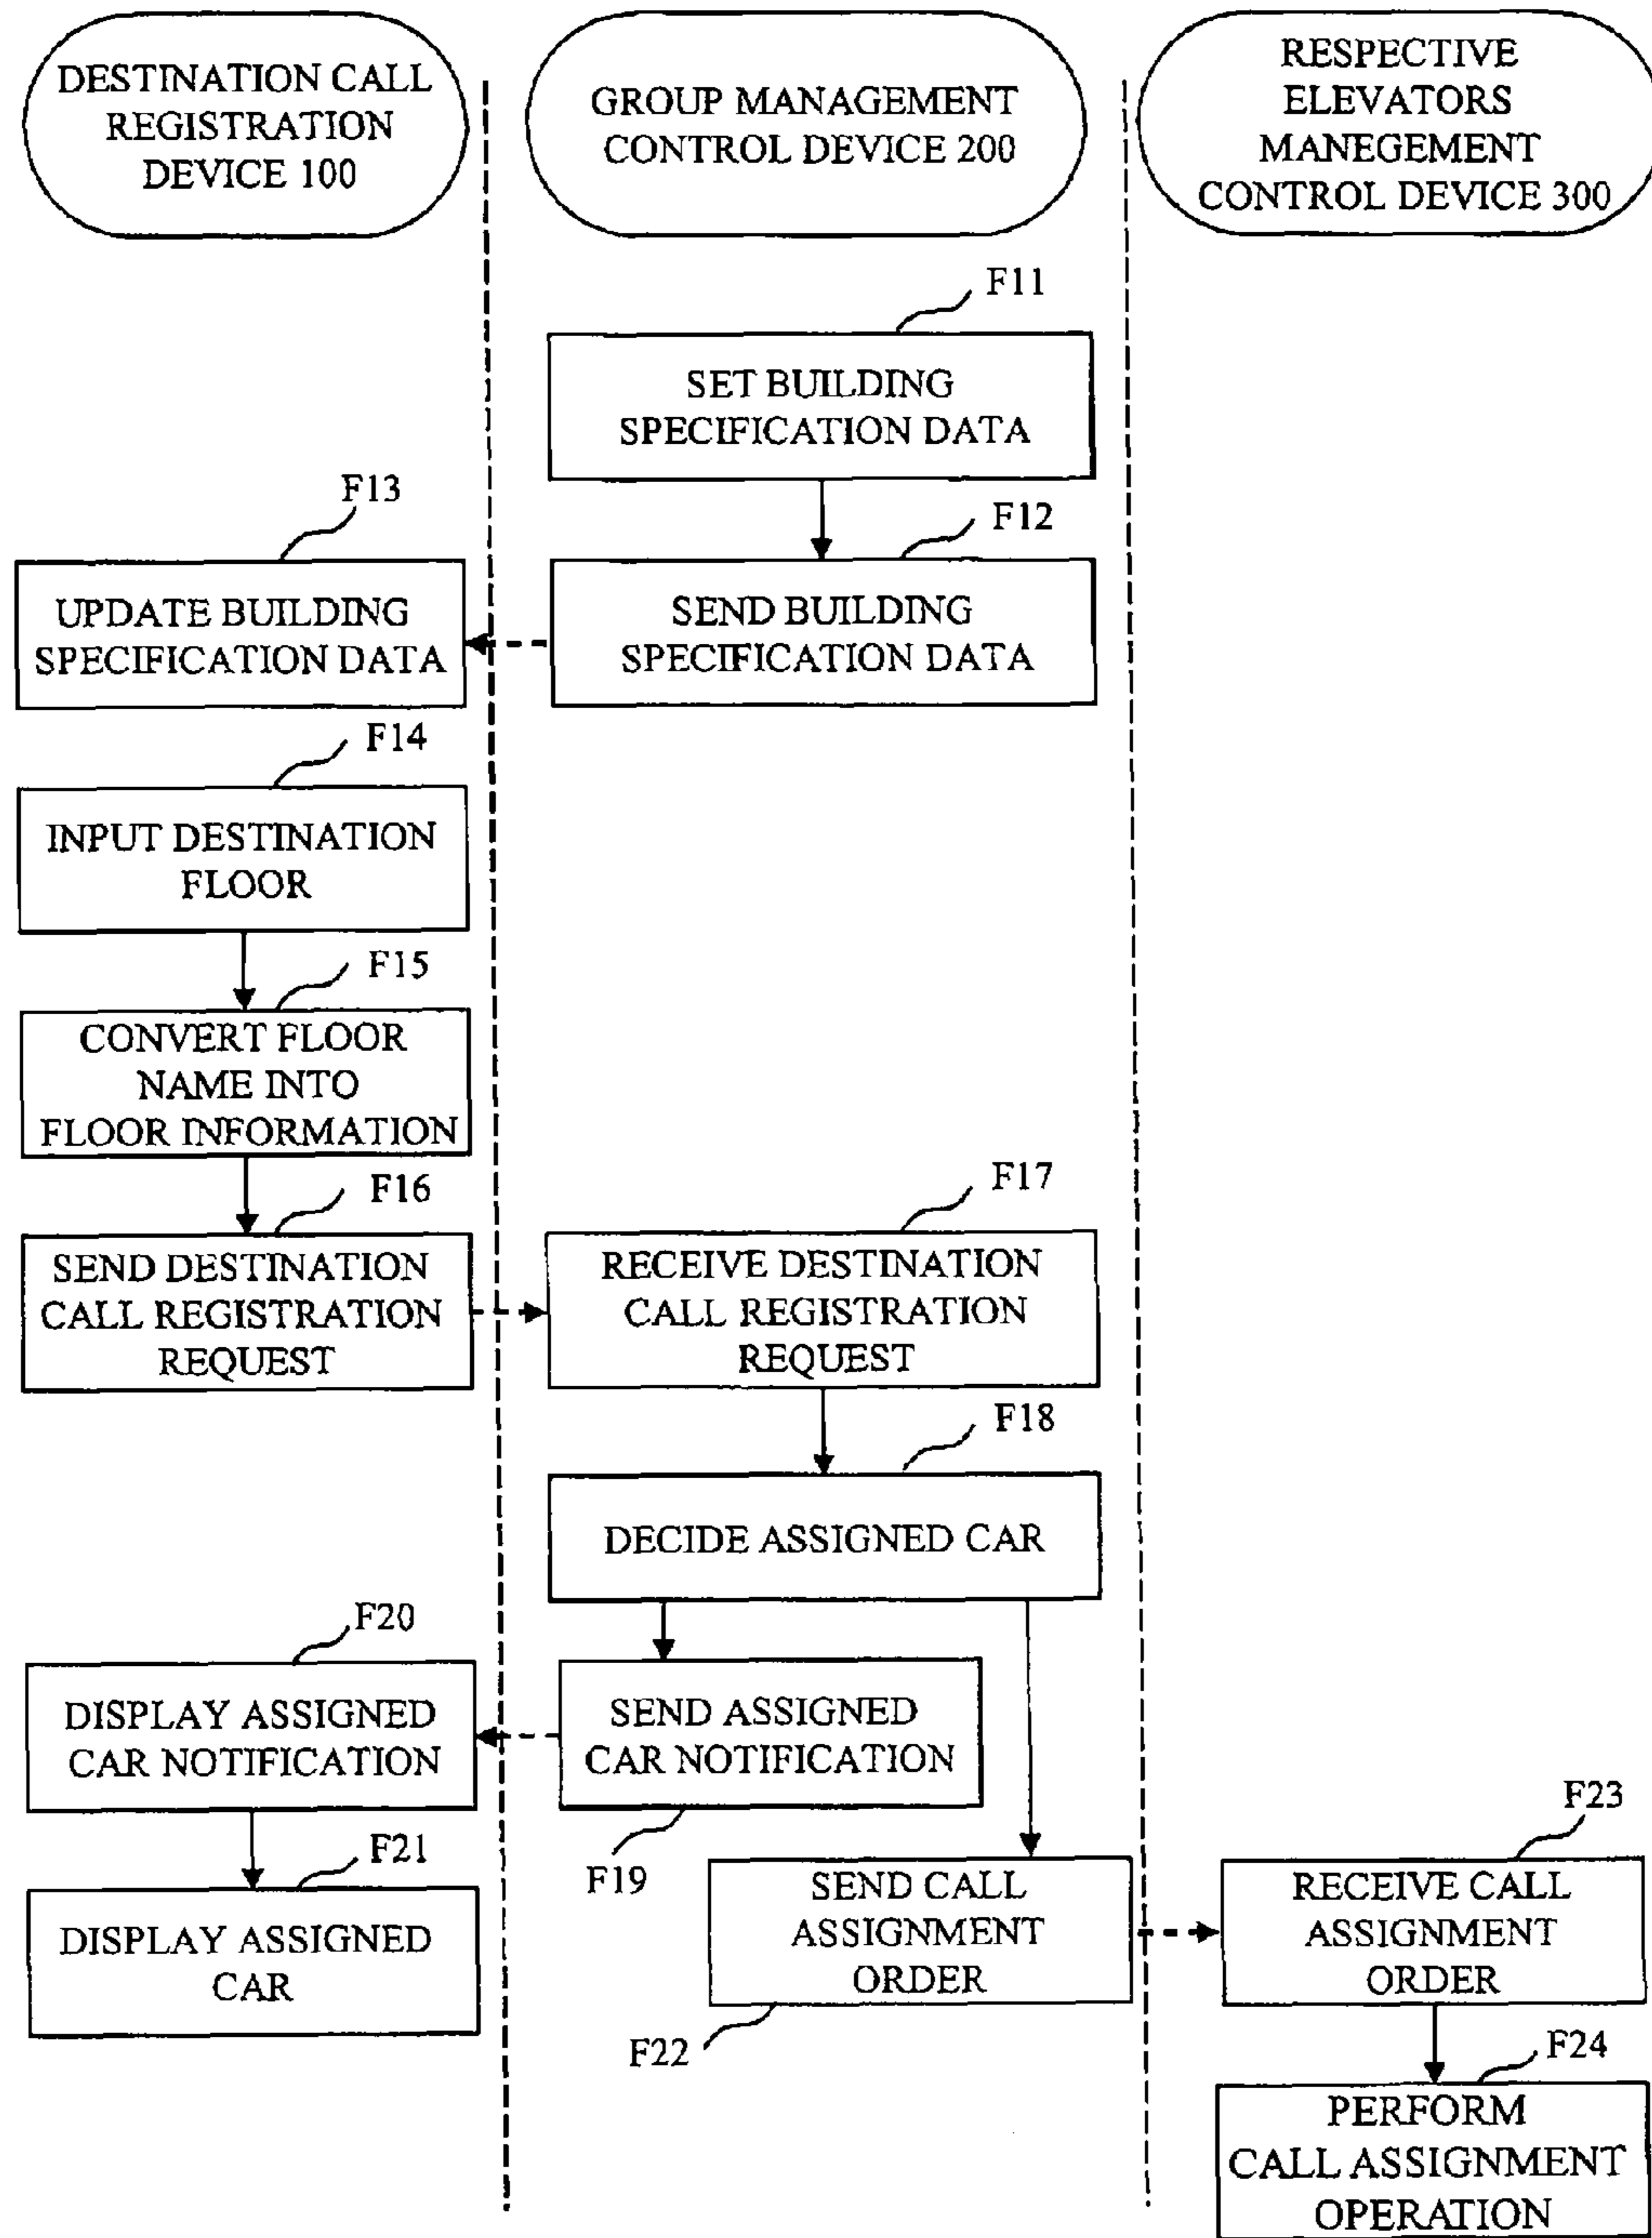 DESTINATION CALL
REGISTRATION
DEVICE 100
GROUP MANAGEMENT
CONTROL DEVICE 200
RESPECTIVE
ELEVATORS
MANEGEMENT
CONTROL DEVICE 300
F11
SET BUILDING
SPECIFICATION DATA
F12
SEND BUILDING
SPECIFICATION DATA
F13
UPDATE BUILDING
SPECIFICATION DATA
F14
INPUT DESTINATION
FLOOR
F15
CONVERT FLOOR
NAME INTO
FLOOR INFORMATION
F16
SEND DESTINATION
CALL REGISTRATION
REQUEST
F17
RECEIVE DESTINATION
CALL REGISTRATION
REQUEST
F18
DECIDE ASSIGNED CAR
SEND ASSIGNED
CAR NOTIFICATION
F19
F20
DISPLAY ASSIGNED
CAR NOTIFICATION
F21
DISPLAY ASSIGNED
CAR
SEND CALL
ASSIGNMENT
ORDER
F22
F23
RECEIVE CALL
ASSIGNMENT
ORDER
F24
PERFORM
CALL ASSIGNMENT
OPERATION